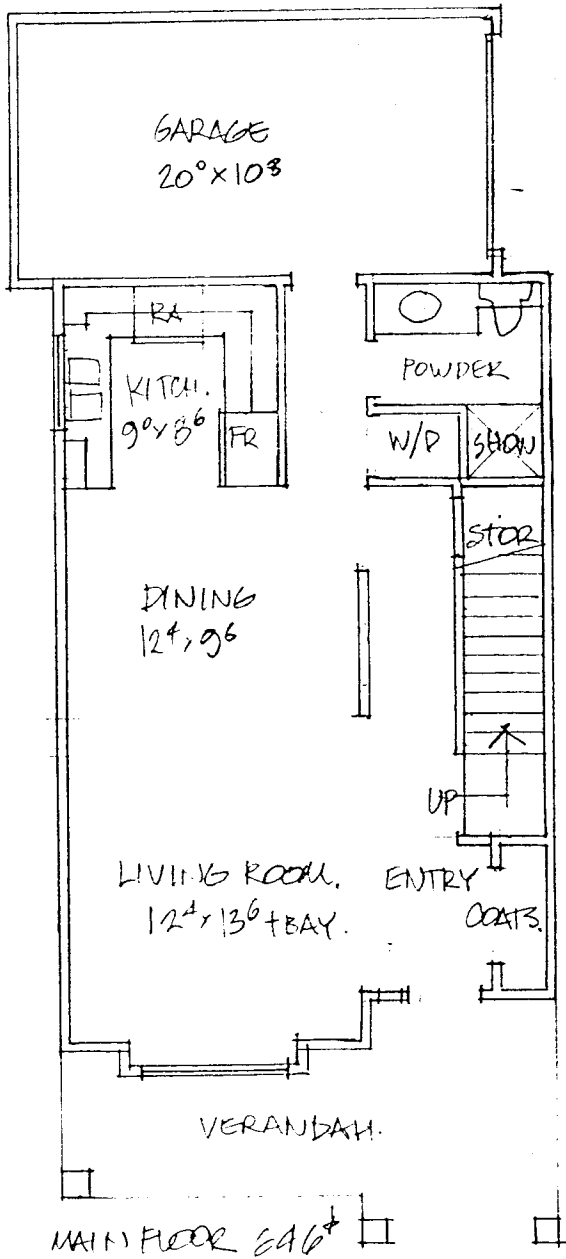 GARAGE
20⁰ X 10⁸
RA
KITCH.
9⁰ x 8⁶
FR
POWDER
W/D
SHOW
STOR
DINING
12⁴ x 9⁶
UP
LIVING ROOM.
12⁴ x 13⁶ + BAY.
ENTRY
COATS.
VERANDAH.
MAIN FLOOR